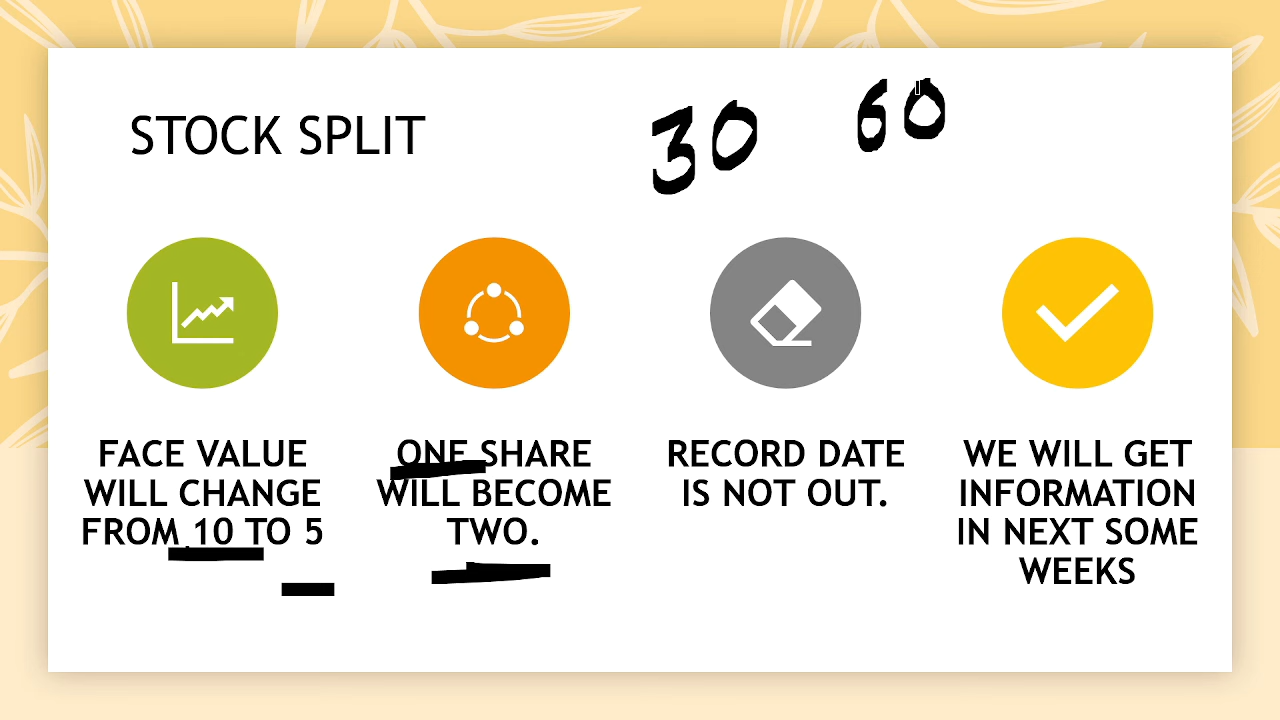 STOCK SPLIT
30 60
FACE VALUE
WILL CHANGE
FROM 10 TO 5
ONE SHARE
WILL BECOME
TWO.
RECORD DATE
IS NOT OUT.
WE WILL GET
INFORMATION
IN NEXT SOME
WEEKS